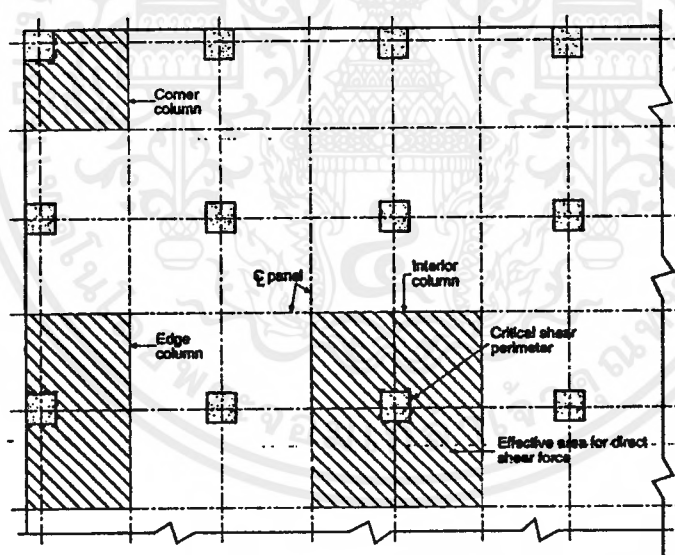 Corner
column
℄ panel
Interior
column
Edge
column
Critical shear
perimeter
Effective area for direct
shear force